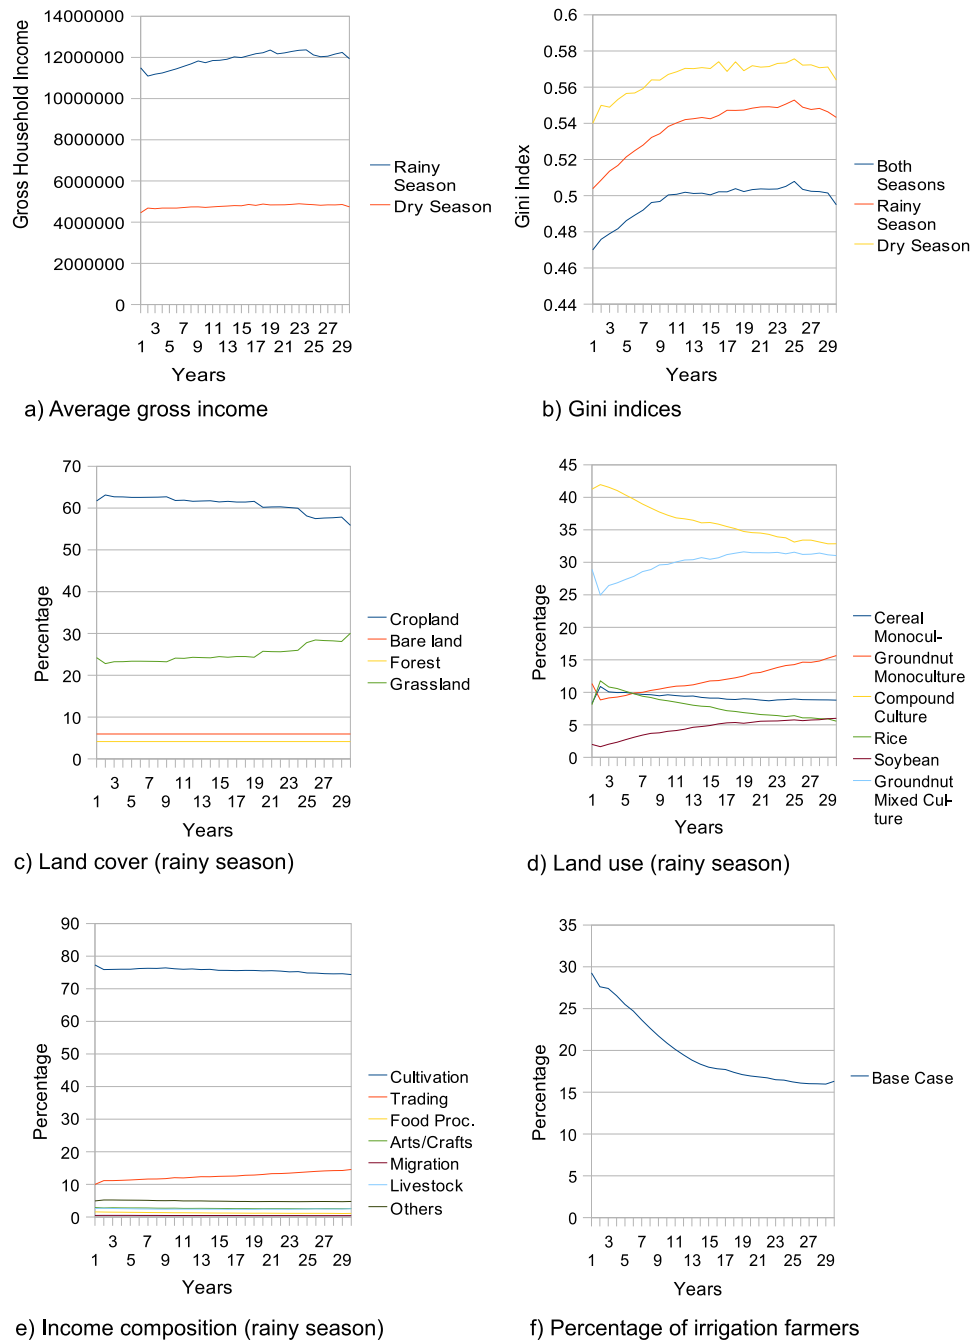 14000000
12000000
10000000
8000000
6000000
4000000
2000000
0
Gross Household Income
3 7 11 15 19 23 27
1 5 9 13 17 21 25 29
Years
Rainy
Season
Dry Season
a) Average gross income
0.6
0.58
0.56
0.54
0.52
0.5
0.48
0.46
0.44
Gini Index
3 7 11 15 19 23 27
1 5 9 13 17 21 25 29
Years
Both
Seasons
Rainy
Season
Dry Season
b) Gini indices
70
60
50
40
30
20
10
0
Percentage
3 7 11 15 19 23 27
1 5 9 13 17 21 25 29
Years
Cropland
Bare land
Forest
Grassland
c) Land cover (rainy season)
45
40
35
30
25
20
15
10
5
0
Percentage
3 7 11 15 19 23 27
1 5 9 13 17 21 25 29
Years
Cereal
Monocul-
Groundnut
Monoculture
Compound
Culture
Rice
Soybean
Groundnut
Mixed Cul-
ture
d) Land use (rainy season)
90
80
70
60
50
40
30
20
10
0
Percentage
3 7 11 15 19 23 27
1 5 9 13 17 21 25 29
Years
Cultivation
Trading
Food Proc.
Arts/Crafts
Migration
Livestock
Others
e) Income composition (rainy season)
35
30
25
20
15
10
5
0
Percentage
3 7 11 15 19 23 27
1 5 9 13 17 21 25 29
Years
Base Case
f) Percentage of irrigation farmers